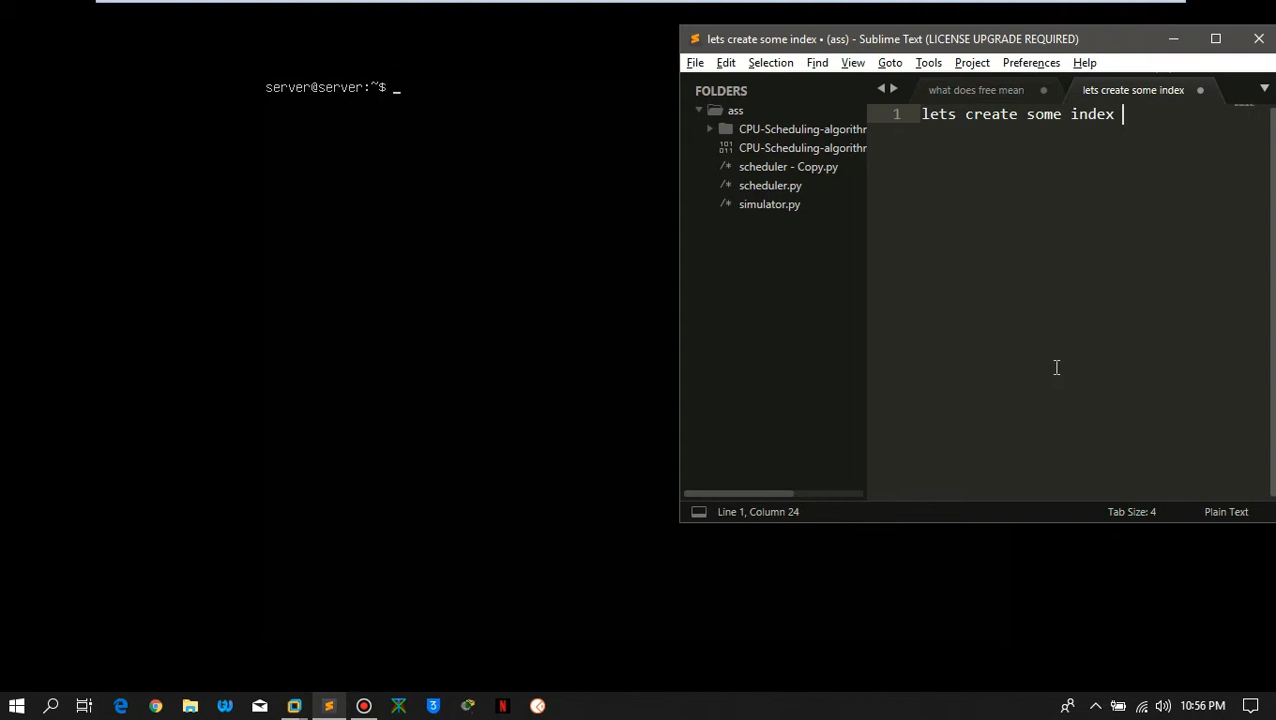 lets create some index • (ass) - Sublime Text (LICENSE UPGRADE REQUIRED)
File Edit Selection Find View Goto Tools Project Preferences Help
server@server:~$ _
FOLDERS
what does free mean
lets create some index
ass
CPU-Scheduling-algorithr
CPU-Scheduling-algorithr
scheduler - Copy.py
scheduler.py
simulator.py
1 lets create some index
Line 1, Column 24
Tab Size: 4
Plain Text
10:56 PM